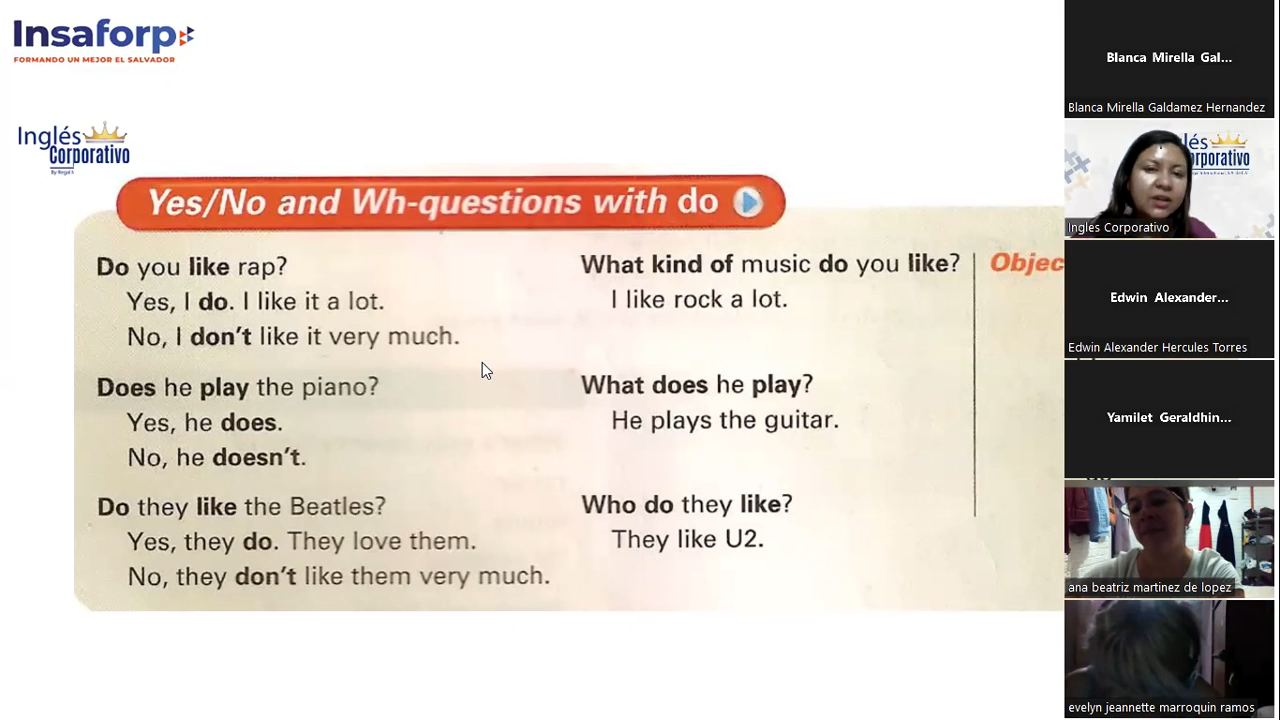 Insaforp
FORMANDO UN MEJOR EL SALVADOR
Inglés
Corporativo
Yes/No and Wh-questions with do
Do you like rap?
Yes, I do. I like it a lot.
No, I don't like it very much.
Does he play the piano?
Yes, he does.
No, he doesn't.
Do they like the Beatles?
Yes, they do. They love them.
No, they don't like them very much.
What kind of music do you like?
I like rock a lot.
What does he play?
He plays the guitar.
Who do they like?
They like U2.
Objec
Blanca Mirella Gal...
Blanca Mirella Galdamez Hernandez
lés
Corporativo
Ingles Corporativo
Edwin Alexander...
Edwin Alexander Hercules Torres
Yamilet Geraldhin...
ana beatriz martinez de lopez
evelyn jeannette marroquin ramos